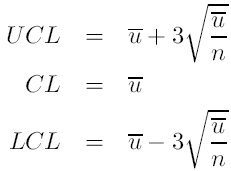 UCL = u̅ + 3√(u̅/n)
CL = u̅
LCL = u̅ − 3√(u̅/n)